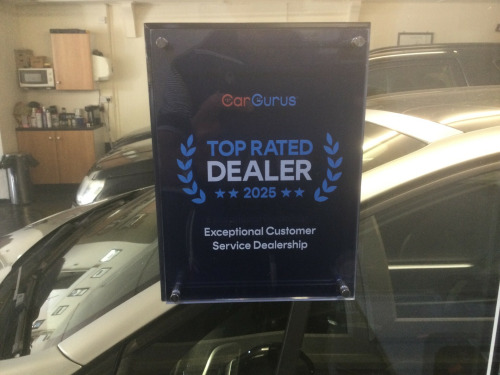 CarGurus
TOP RATED
DEALER
★★ 2025 ★★
Exceptional Customer
Service Dealership